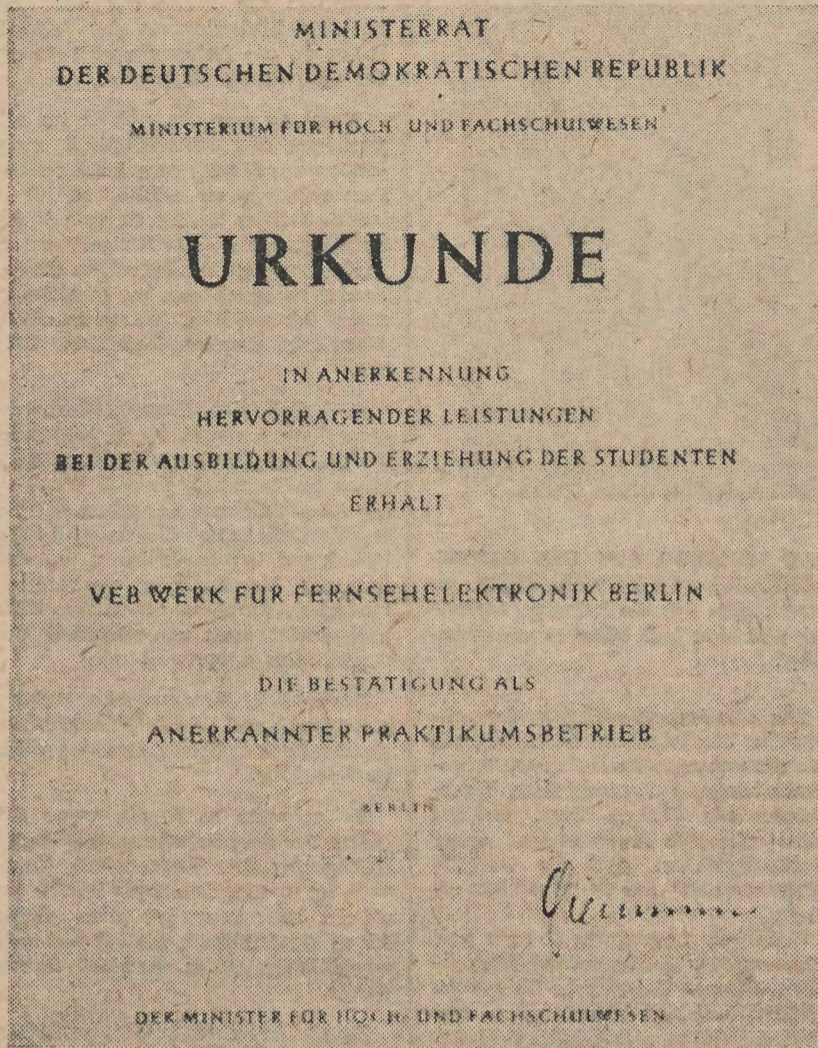 MINISTERRAT
DER DEUTSCHEN DEMOKRATISCHEN REPUBLIK
MINISTERIUM FÜR HOCH- UND FACHSCHULWESEN
URKUNDE
IN ANERKENNUNG
HERVORRAGENDER LEISTUNGEN
BEI DER AUSBILDUNG UND ERZIEHUNG DER STUDENTEN
ERHÄLT
VEB WERK FÜR FERNSEHELEKTRONIK BERLIN
DIE BESTÄTIGUNG ALS
ANERKANNTER PRAKTIKUMSBETRIEB
BERLIN
DER MINISTER FÜR HOCH- UND FACHSCHULWESEN